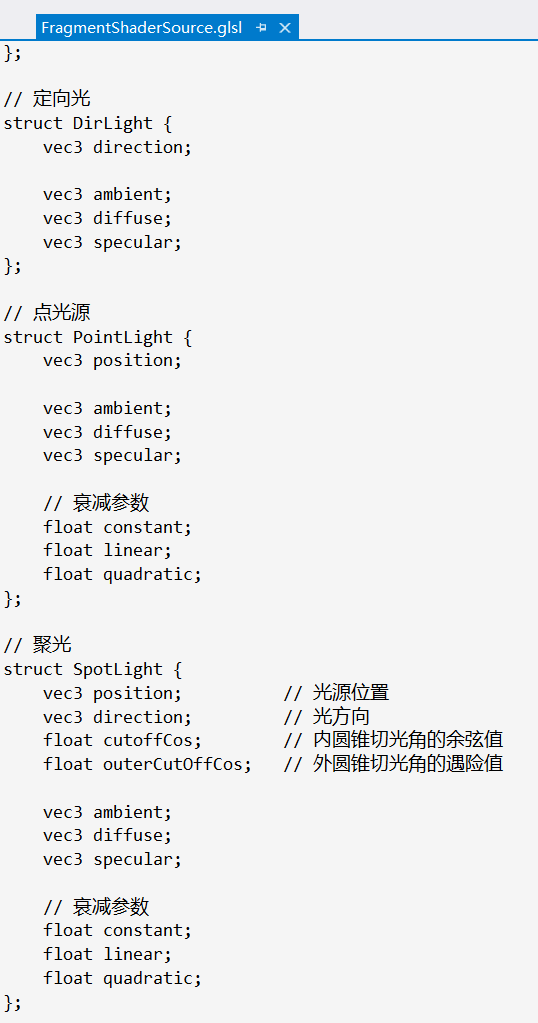 FragmentShaderSource.glsl
};
// 定向光
struct DirLight {
vec3 direction;
vec3 ambient;
vec3 diffuse;
vec3 specular;
};
// 点光源
struct PointLight {
vec3 position;
vec3 ambient;
vec3 diffuse;
vec3 specular;
// 衰减参数
float constant;
float linear;
float quadratic;
};
// 聚光
struct SpotLight {
vec3 position; // 光源位置
vec3 direction; // 光方向
float cutoffCos; // 内圆锥切光角的余弦值
float outerCutOffCos; // 外圆锥切光角的遇险值
vec3 ambient;
vec3 diffuse;
vec3 specular;
// 衰减参数
float constant;
float linear;
float quadratic;
};